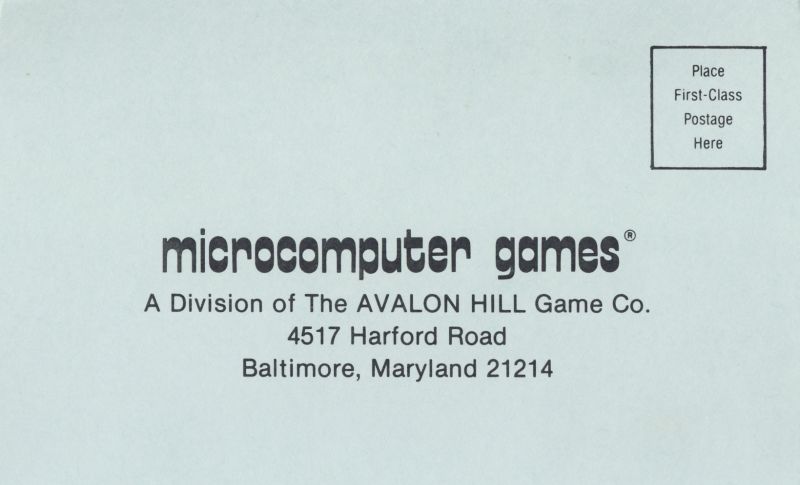 Place
First-Class
Postage
Here
microcomputer games®
A Division of The AVALON HILL Game Co.
4517 Harford Road
Baltimore, Maryland 21214